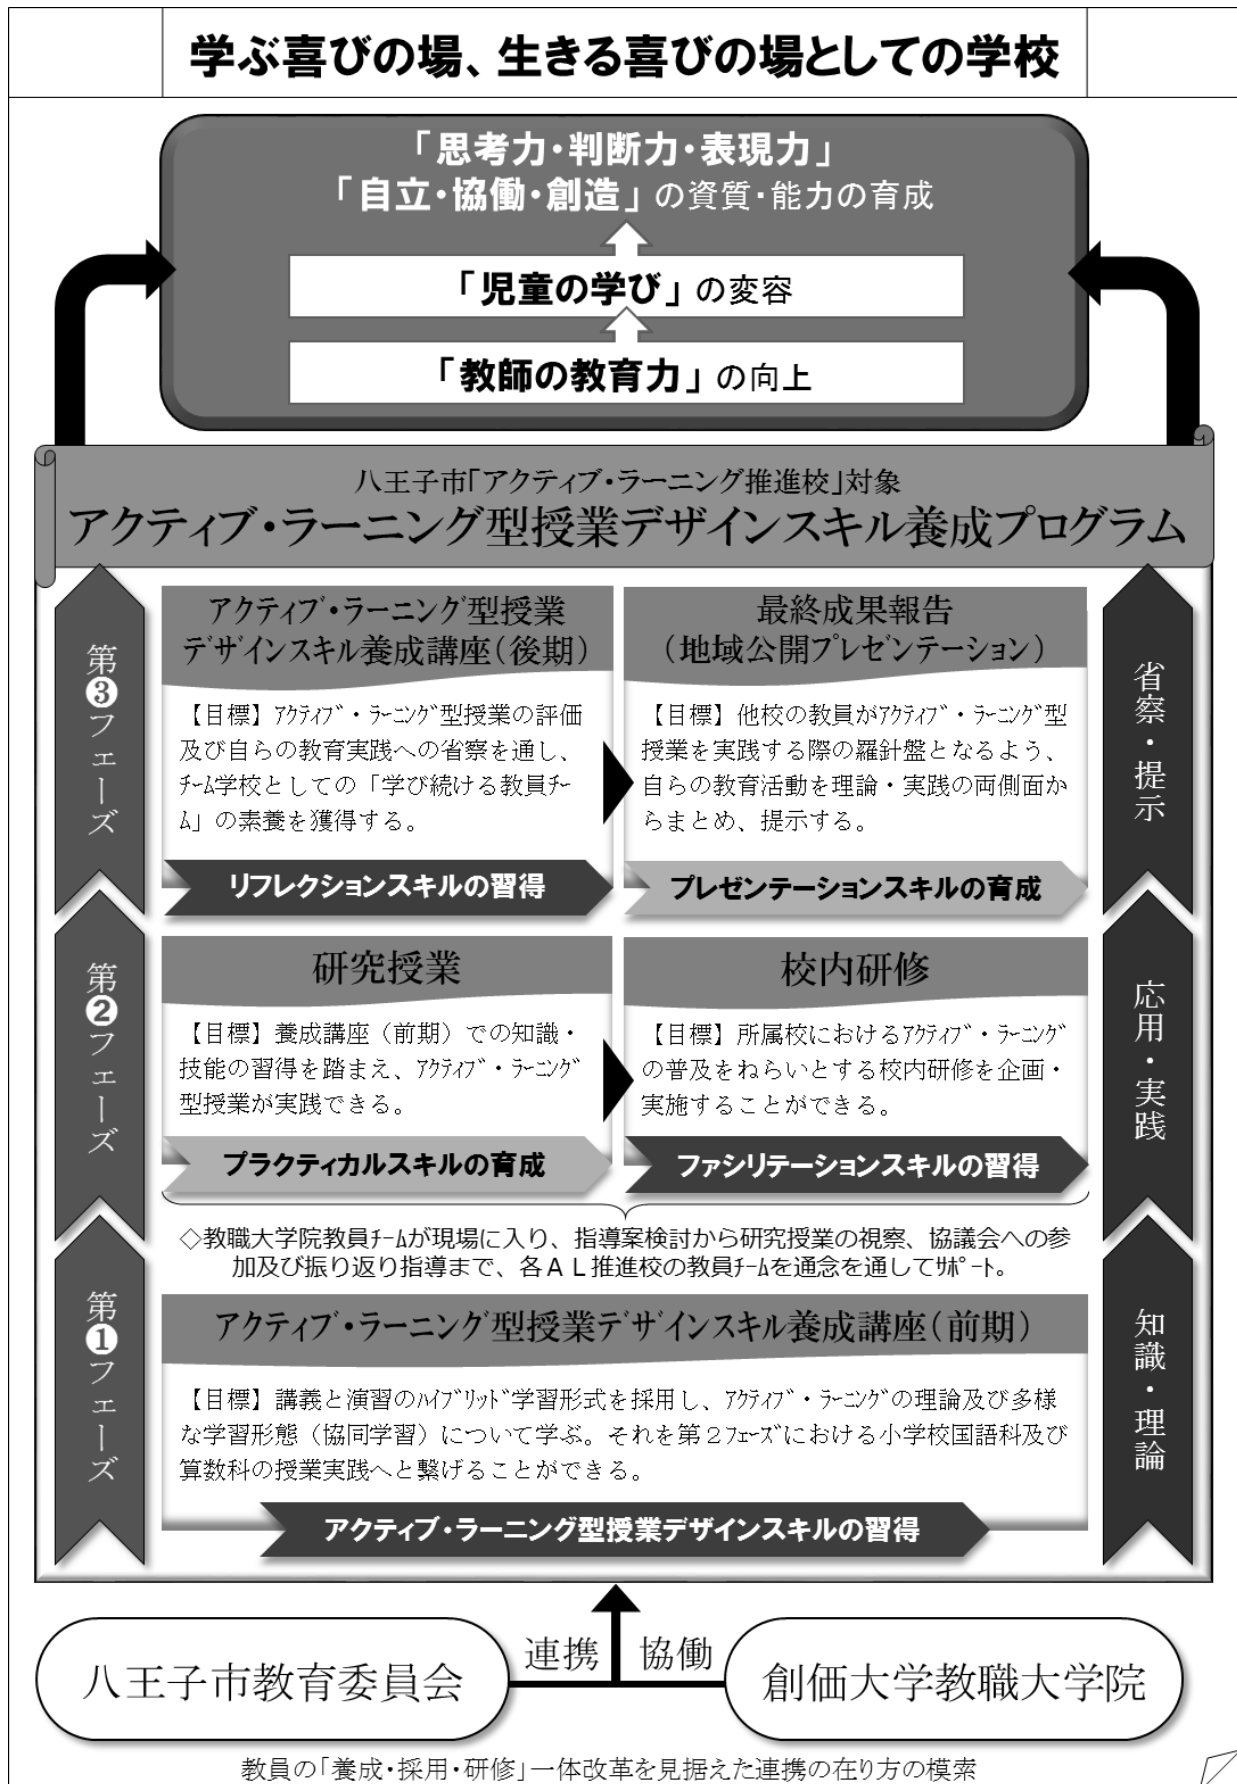 学ぶ喜びの場、生きる喜びの場としての学校
「思考力・判断力・表現力」
「自立・協働・創造」の資質・能力の育成
「児童の学び」の変容
「教師の教育力」の向上
八王子市「アクティブ・ラーニング推進校」対象
アクティブ・ラーニング型授業デザインスキル養成プログラム
第❸フェーズ
アクティブ・ラーニング型授業
デザインスキル養成講座(後期)
【目標】ｱｸﾃｨﾌﾞ・ﾗｰﾆﾝｸﾞ型授業の評価
及び自らの教育実践への省察を通し、
ﾁｰﾑ学校としての「学び続ける教員ﾁｰ
ﾑ」の素養を獲得する。
リフレクションスキルの習得
最終成果報告
(地域公開プレゼンテーション)
【目標】他校の教員がｱｸﾃｨﾌﾞ・ﾗｰﾆﾝｸﾞ型
授業を実践する際の羅針盤となるよう、
自らの教育活動を理論・実践の両側面か
らまとめ、提示する。
プレゼンテーションスキルの育成
省察・提示
第❷フェーズ
研究授業
【目標】養成講座（前期）での知識・
技能の習得を踏まえ、ｱｸﾃｨﾌﾞ・ﾗｰﾆﾝｸﾞ
型授業が実践できる。
プラクティカルスキルの育成
校内研修
【目標】所属校におけるｱｸﾃｨﾌﾞ・ﾗｰﾆﾝｸﾞ
の普及をねらいとする校内研修を企画・
実施することができる。
ファシリテーションスキルの習得
応用・実践
◇教職大学院教員ﾁｰﾑが現場に入り、指導案検討から研究授業の視察、協議会への参
加及び振り返り指導まで、各ＡＬ推進校の教員ﾁｰﾑを通念を通してｻﾎﾟｰﾄ。
第❶フェーズ
アクティブ・ラーニング型授業デザインスキル養成講座(前期)
【目標】講義と演習のﾊｲﾌﾞﾘｯﾄﾞ学習形式を採用し、ｱｸﾃｨﾌﾞ・ﾗｰﾆﾝｸﾞの理論及び多様
な学習形態（協同学習）について学ぶ。それを第２ﾌｪｰｽﾞにおける小学校国語科及び
算数科の授業実践へと繋げることができる。
アクティブ・ラーニング型授業デザインスキルの習得
知識・理論
八王子市教育委員会
連携
協働
創価大学教職大学院
教員の「養成・採用・研修」一体改革を見据えた連携の在り方の模索